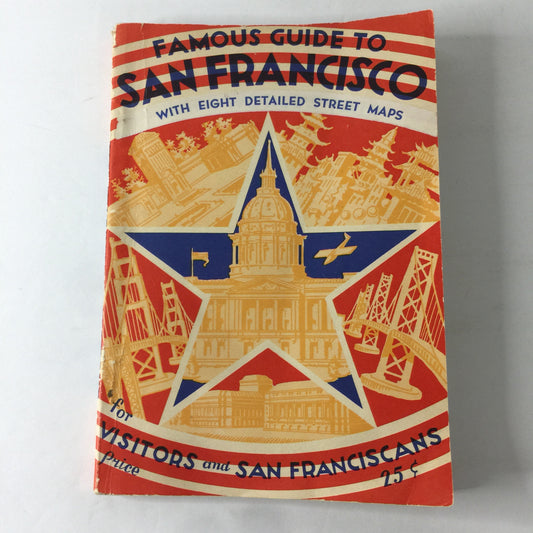 FAMOUS GUIDE TO
SAN FRANCISCO
WITH EIGHT DETAILED STREET MAPS
for
VISITORS and SAN FRANCISCANS
price
25¢